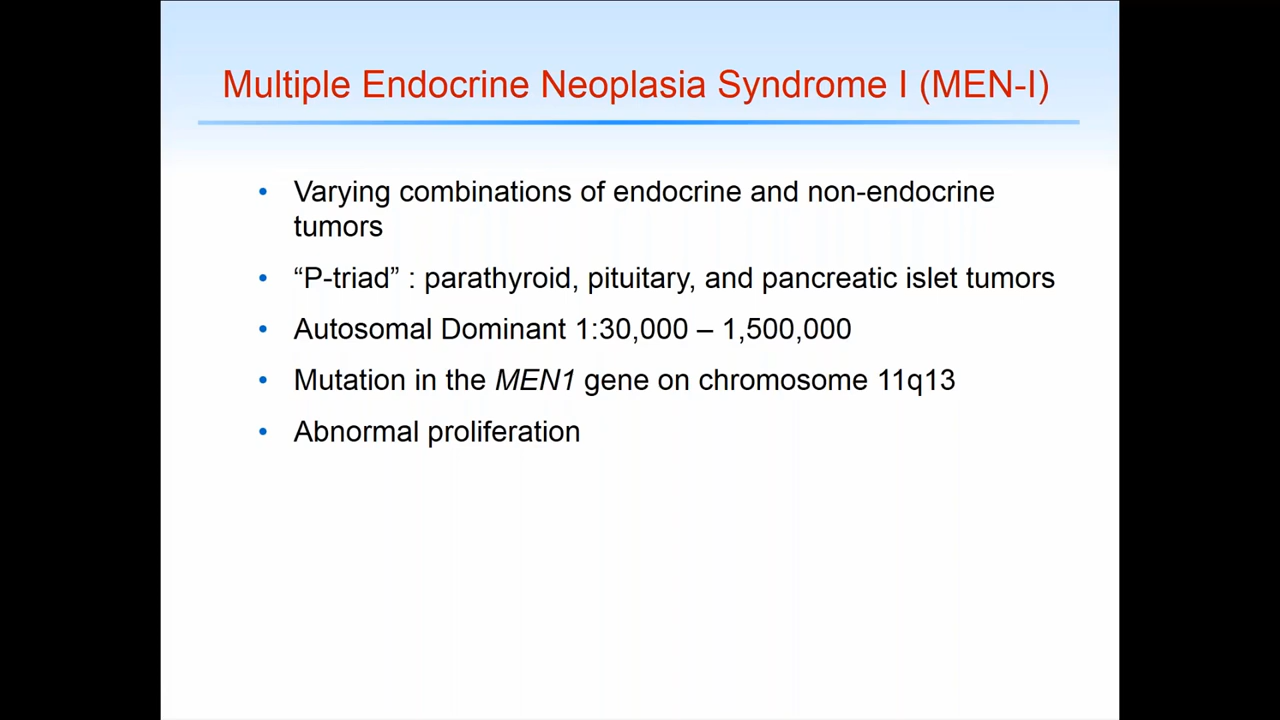 Multiple Endocrine Neoplasia Syndrome I (MEN-I)
• Varying combinations of endocrine and non-endocrine
tumors
• “P-triad” : parathyroid, pituitary, and pancreatic islet tumors
• Autosomal Dominant 1:30,000 – 1,500,000
• Mutation in the MEN1 gene on chromosome 11q13
• Abnormal proliferation